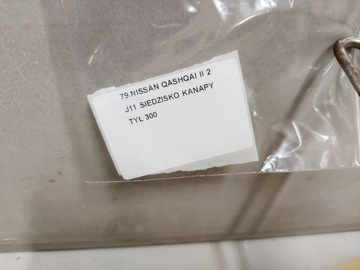 79.NISSAN QASHQAI II 2
J11 SIEDZISKO KANAPY
TYŁ 300